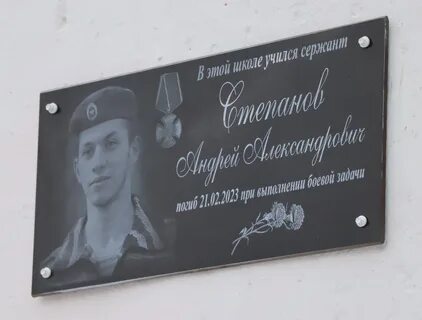 В этой школе учился сержант
Степанов
Андрей Александрович
погиб 21.02.2023 при выполнении боевой задачи